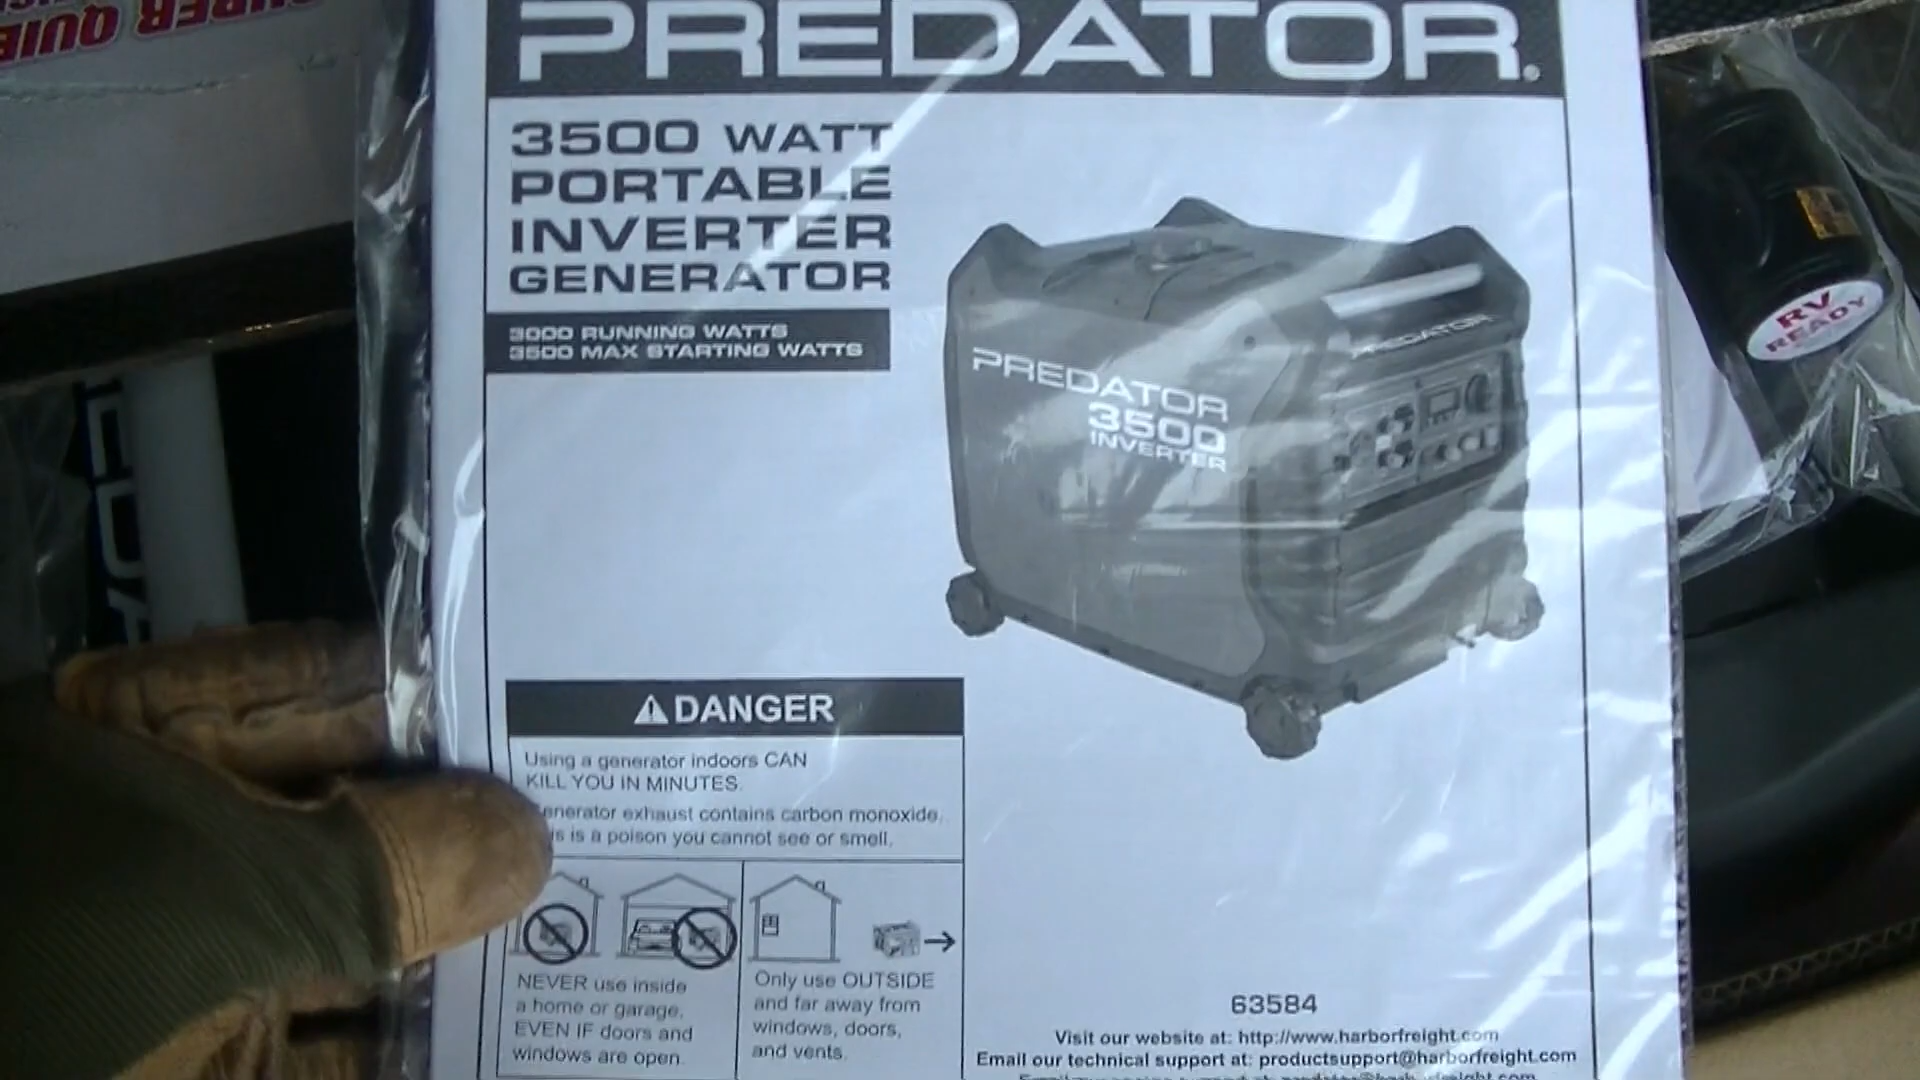 SUPER QUIE
PREDATOR.
3500 WATT
PORTABLE
INVERTER
GENERATOR
3000 RUNNING WATTS
3500 MAX STARTING WATTS
PREDATOR
3500
INVERTER
PREDATOR
RV
READY
DANGER
Using a generator indoors CAN
KILL YOU IN MINUTES.
enerator exhaust contains carbon monoxide.
is is a poison you cannot see or smell.
NEVER use inside
a home or garage,
EVEN IF doors and
windows are open.
Only use OUTSIDE
and far away from
windows, doors,
and vents.
63584
Visit our website at: http://www.harborfreight.com
Email our technical support at: productsupport@harborfreight.com